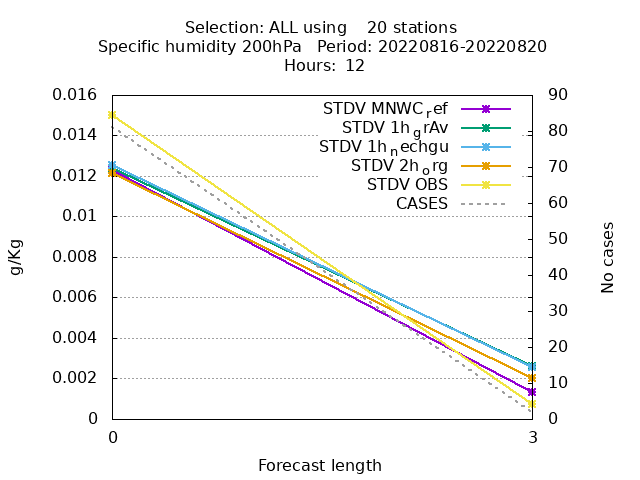 Selection: ALL using    20 stations
Specific humidity 200hPa   Period: 20220816-20220820
Hours: 12
0.016
0.014
0.012
0.01
0.008
0.006
0.004
0.002
0
g/Kg
STDV MNWC_ref
STDV 1h_grAv
STDV 1h_nechgu
STDV 2h_org
STDV OBS
CASES
90
80
70
60
50
40
30
20
10
0
No cases
0
3
Forecast length